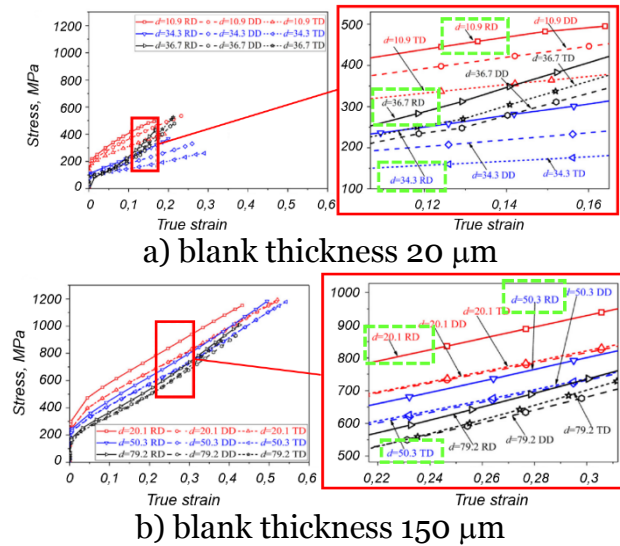 d=10.9 RD d=10.9 DD d=10.9 TD
d=34.3 RD d=34.3 DD d=34.3 TD
d=36.7 RD d=36.7 DD d=36.7 TD
1200
1000
800
600
400
200
0
Stress, MPa
0 0,1 0,2 0,3 0,4 0,5 0,6
True strain
500
400
300
200
100
d=10.9 TD
d=10.9 RD
d=10.9 DD
d=36.7 TD
d=36.7 DD
d=36.7 RD
d=34.3 RD
d=34.3 DD
d=34.3 TD
0,12 0,14 0,16
True strain
a) blank thickness 20 μm
1200
1000
800
600
400
200
0
Stress, MPa
d=20.1 RD d=20.1 DD d=20.1 TD
d=50.3 RD d=50.3 DD d=50.3 TD
d=79.2 RD d=79.2 DD d=79.2 TD
0 0,1 0,2 0,3 0,4 0,5 0,6
True strain
1000
900
800
700
600
500
d=50.3 RD
d=50.3 DD
d=20.1 RD
d=20.1 TD
d=20.1 DD
d=79.2 RD
d=79.2 DD
d=79.2 TD
d=50.3 TD
0,22 0,24 0,26 0,28 0,3
True strain
b) blank thickness 150 μm